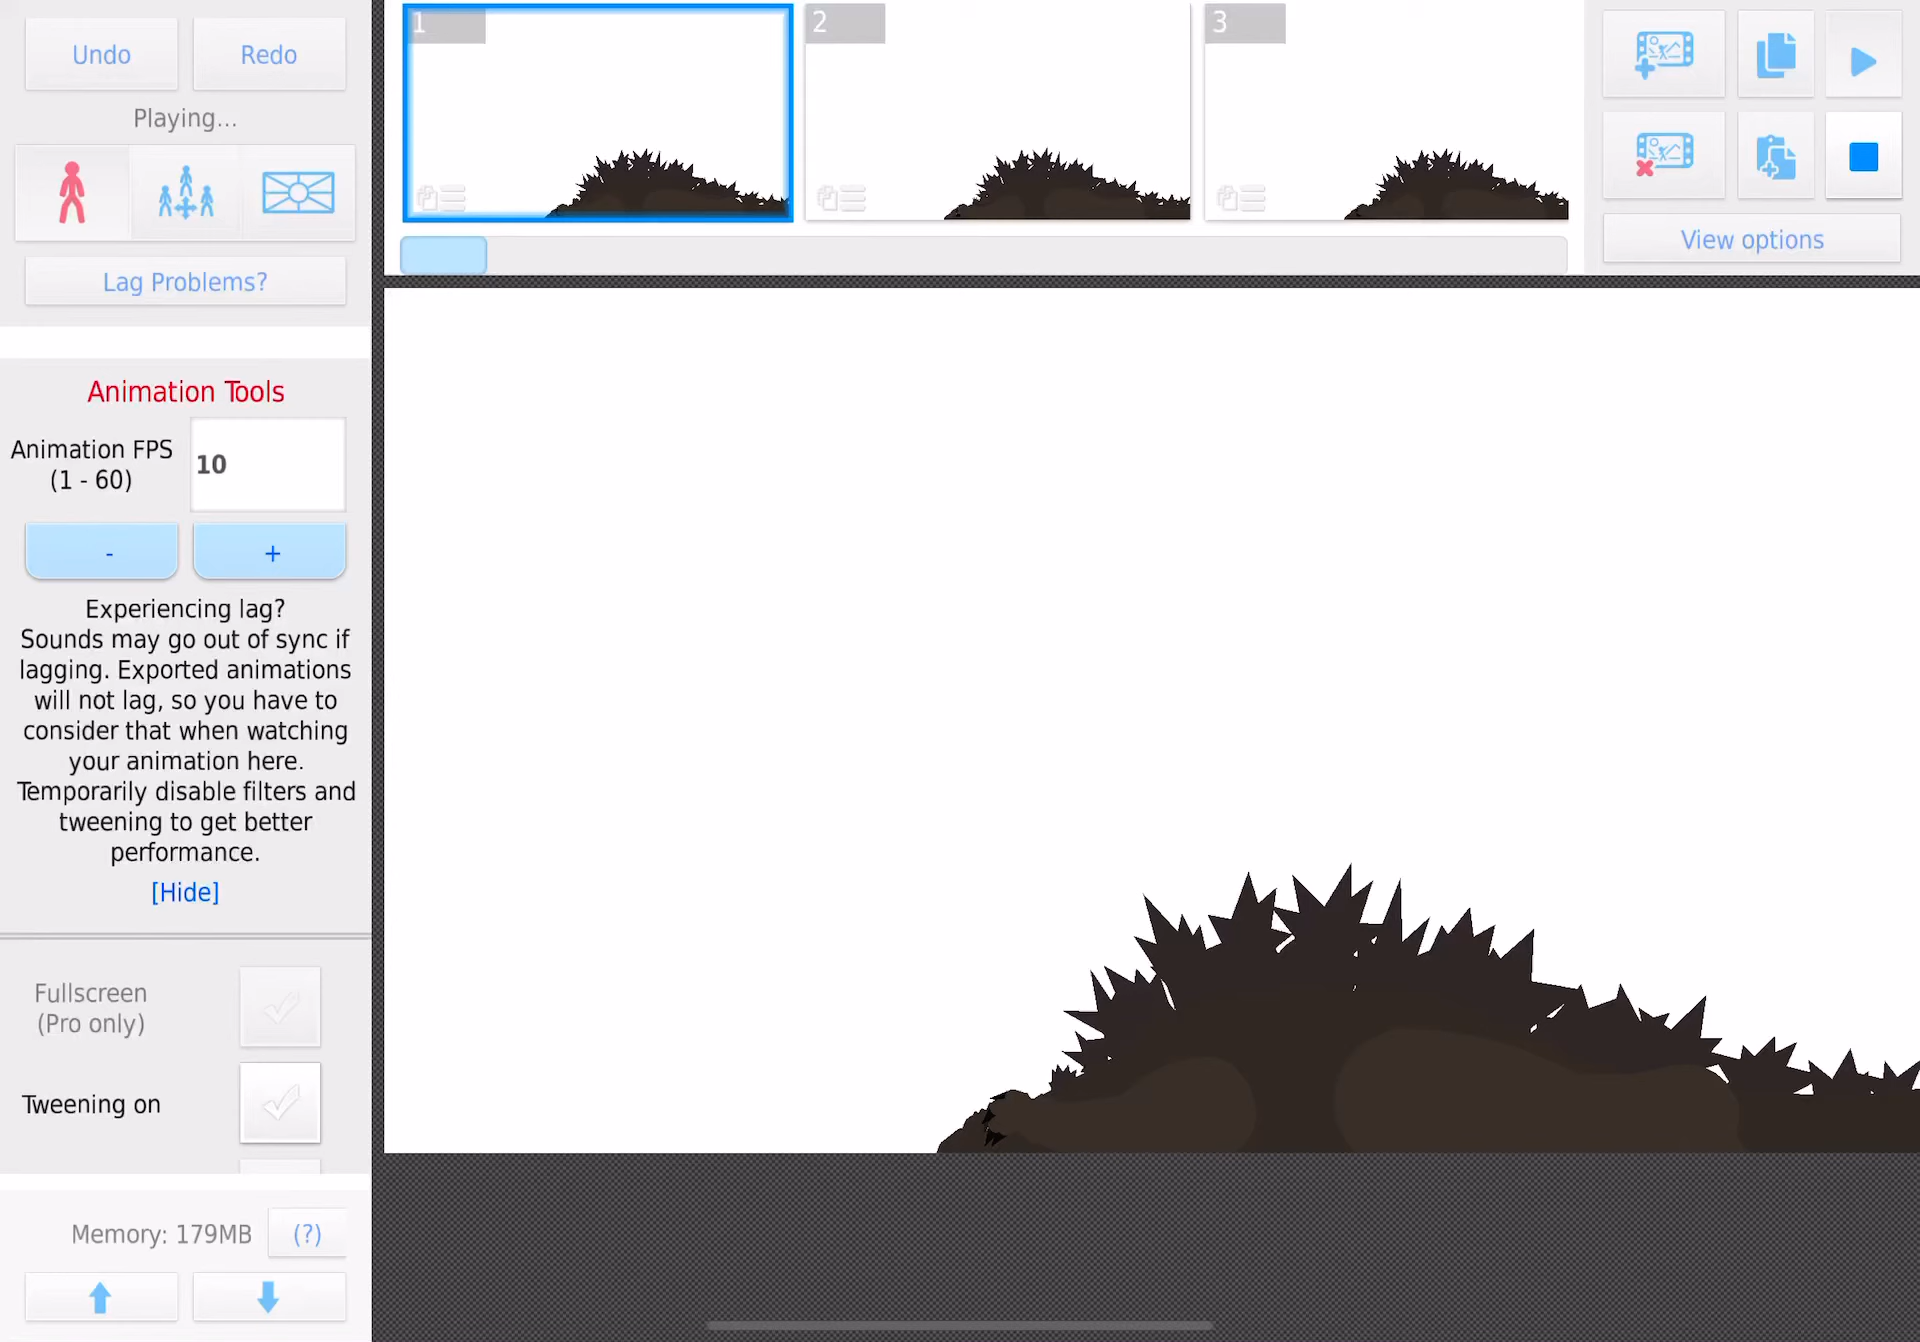 Undo
Redo
Playing...
Lag Problems?
1
2
3
View options
Animation Tools
Animation FPS
(1 - 60)
10
-
+
Experiencing lag?
Sounds may go out of sync if
lagging. Exported animations
will not lag, so you have to
consider that when watching
your animation here.
Temporarily disable filters and
tweening to get better
performance.
[Hide]
Fullscreen
(Pro only)
Tweening on
Memory: 179MB
(?)